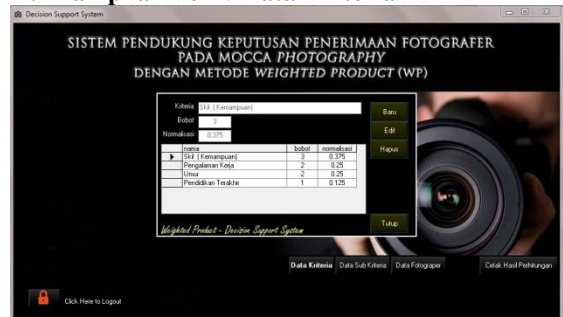 Decision Support System
SISTEM PENDUKUNG KEPUTUSAN PENERIMAAN FOTOGRAFER
PADA MOCCA PHOTOGRAPHY
DENGAN METODE WEIGHTED PRODUCT (WP)
Kriteria Skil (Kemampuan)
Bobot 3
Normalisasi 0.375
Baru
Edit
Hapus
nama bobot normalisasi
Skil (Kemampuan) 3 0.375
Pengalaman Kerja 2 0.25
Umur 2 0.25
Pendidikan Terakhir 1 0.125
Weighted Product - Decision Support System
Tutup
Data Kriteria Data Sub Kriteria Data Fotograper Cetak Hasil Perhitungan
Click Here to Logout